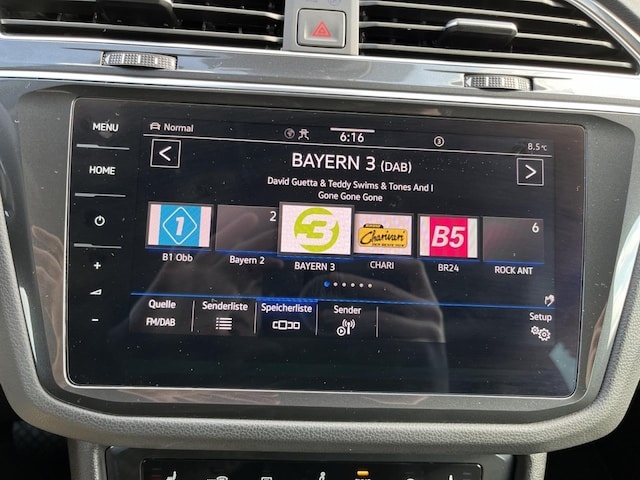 MENU
HOME
Normal
6:16
3
8.5°C
BAYERN 3 (DAB)
David Guetta & Teddy Swims & Tones And I
Gone Gone Gone
1
2
3
Charivari
B5
6
B1 Obb
Bayern 2
BAYERN 3
CHARI
BR24
ROCK ANT
Quelle
FM/DAB
Senderliste
Speicherliste
Sender
Setup